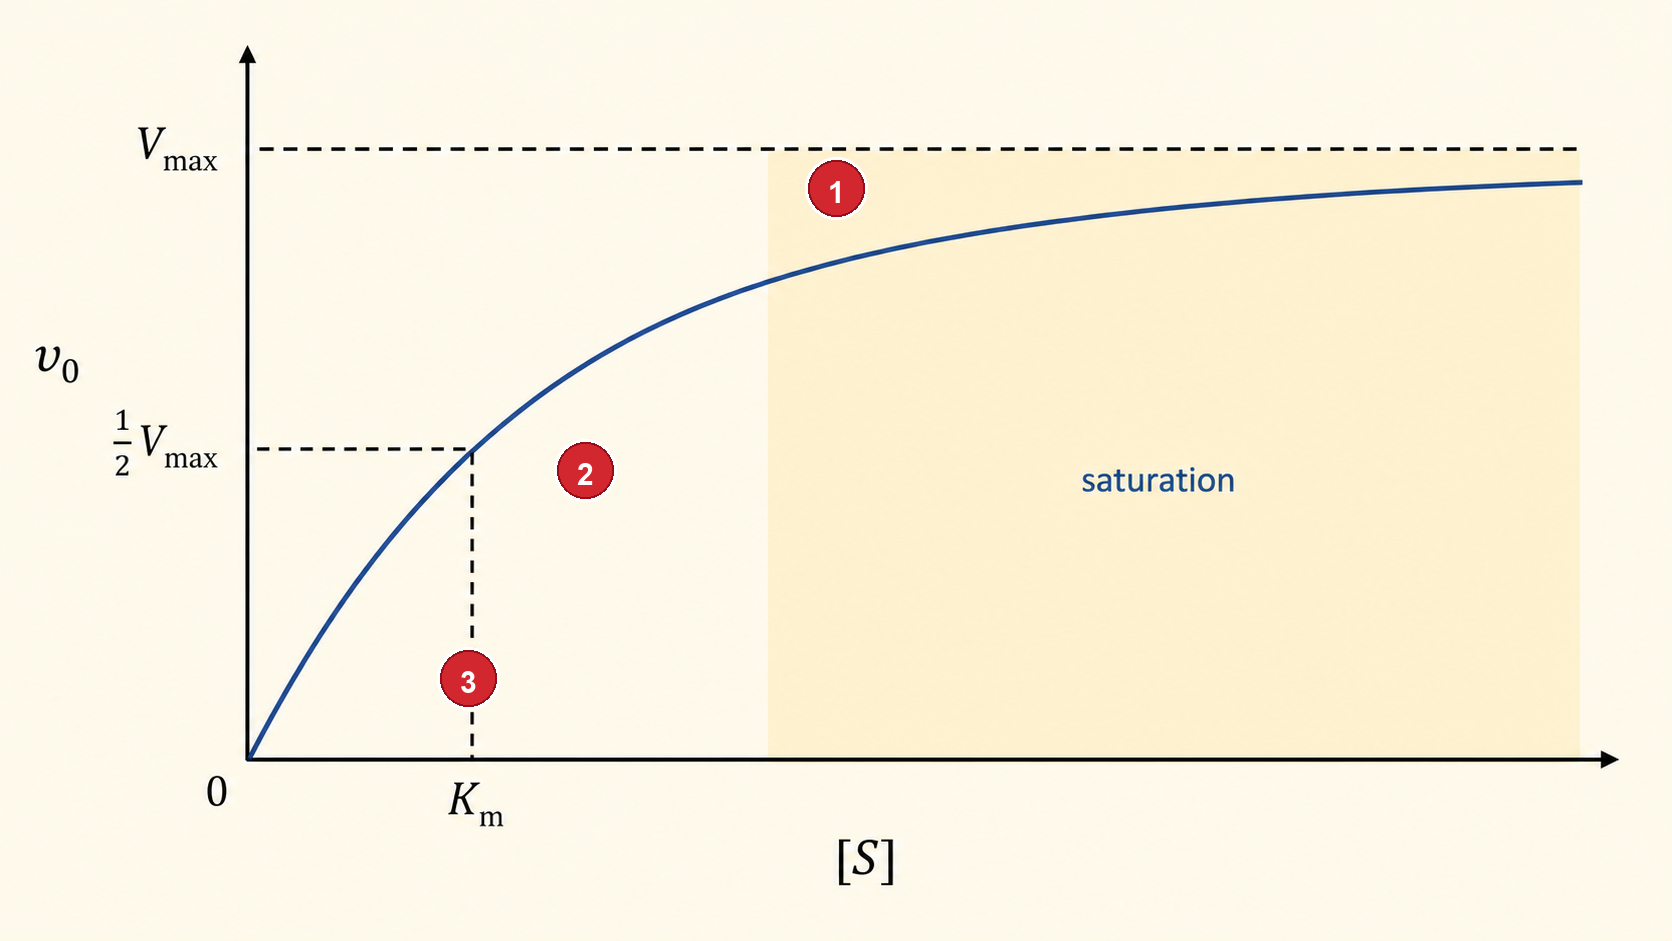 V_max
1
v_0
1/2 V_max
2
saturation
3
0
K_m
[S]